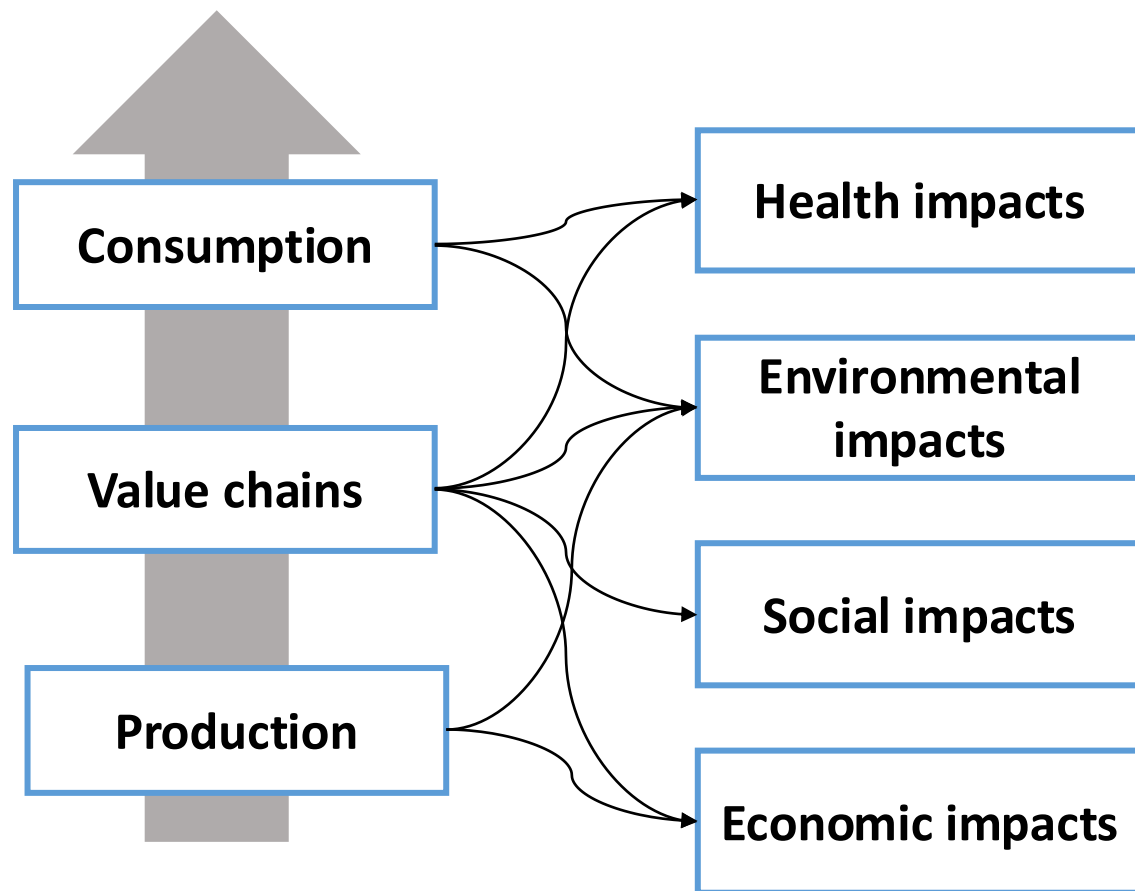 Consumption
Value chains
Production
Health impacts
Environmental
impacts
Social impacts
Economic impacts